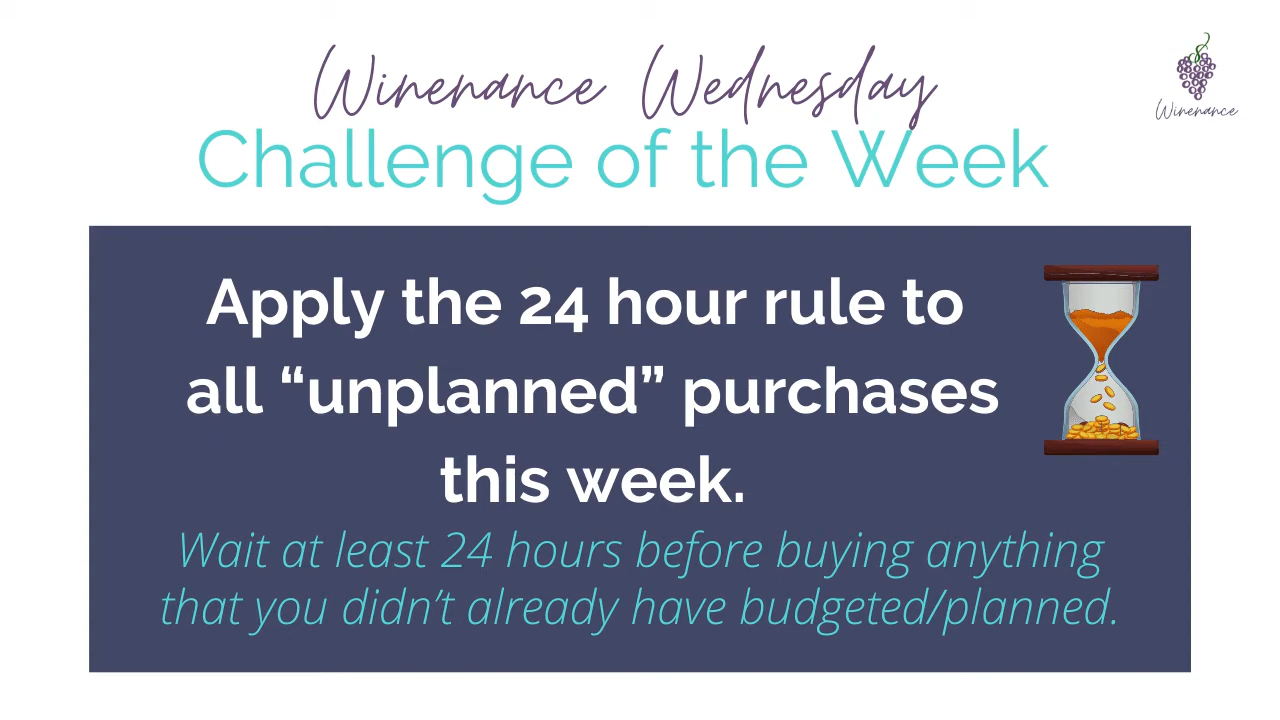 Winenance Wednesday
Winenance
Challenge of the Week
Apply the 24 hour rule to
all “unplanned” purchases
this week.
Wait at least 24 hours before buying anything
that you didn’t already have budgeted/planned.